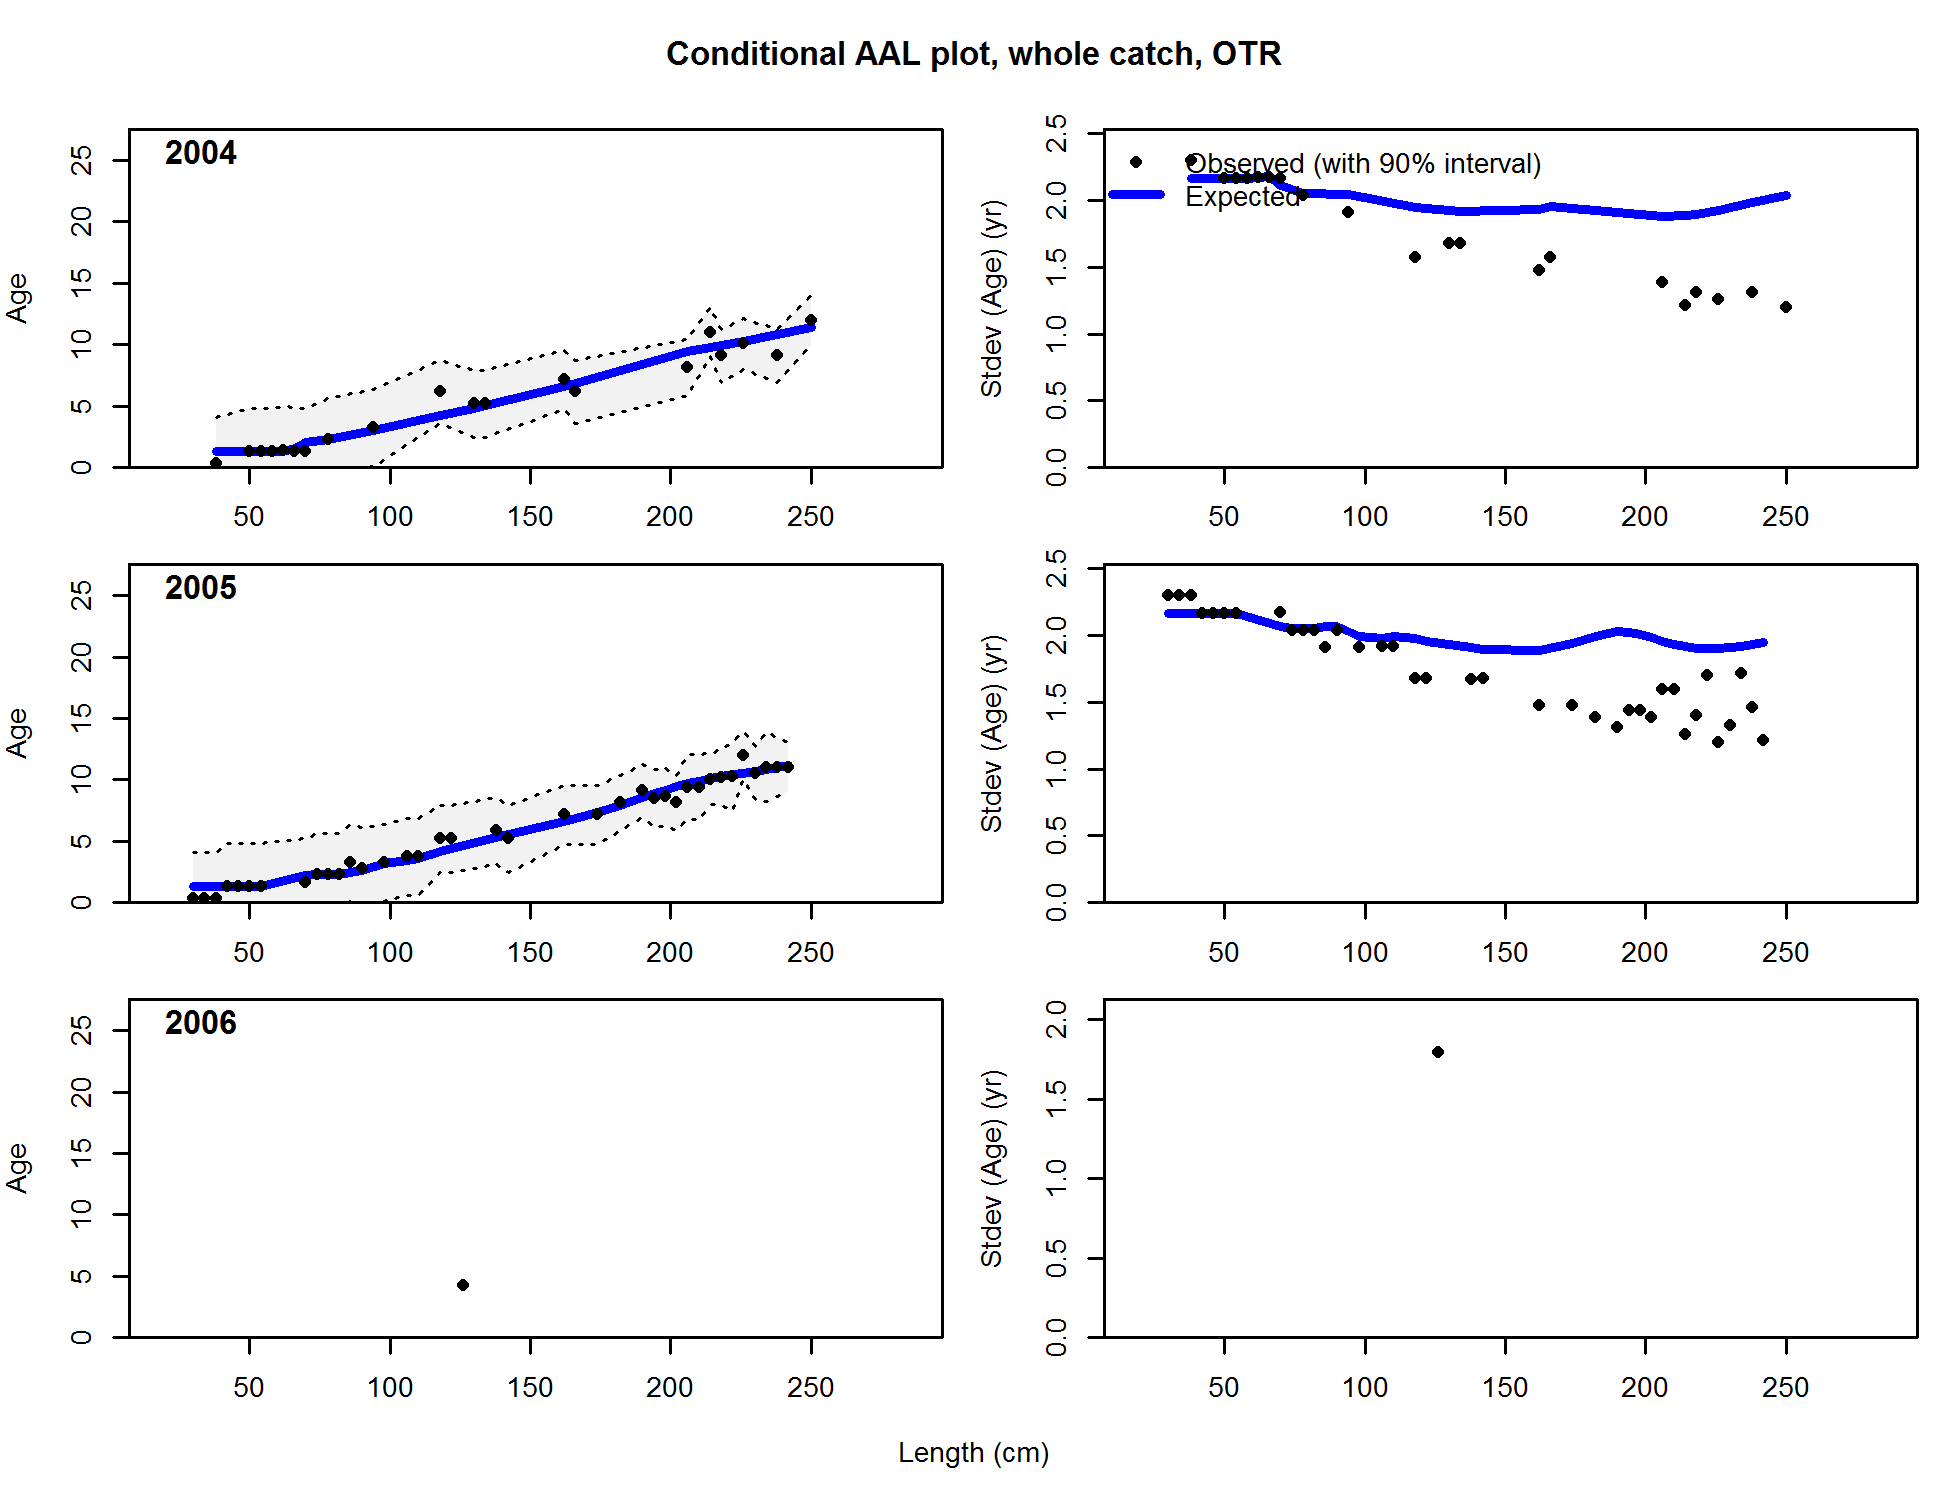 Conditional AAL plot, whole catch, OTR
2004
Age
0 5 10 15 20 25
50 100 150 200 250
Observed (with 90% interval)
Expected
Stdev (Age) (yr)
0.0 0.5 1.0 1.5 2.0 2.5
50 100 150 200 250
2005
Age
0 5 10 15 20 25
50 100 150 200 250
Stdev (Age) (yr)
0.0 0.5 1.0 1.5 2.0 2.5
50 100 150 200 250
2006
Age
0 5 10 15 20 25
50 100 150 200 250
Stdev (Age) (yr)
0.0 0.5 1.0 1.5 2.0
50 100 150 200 250
Length (cm)